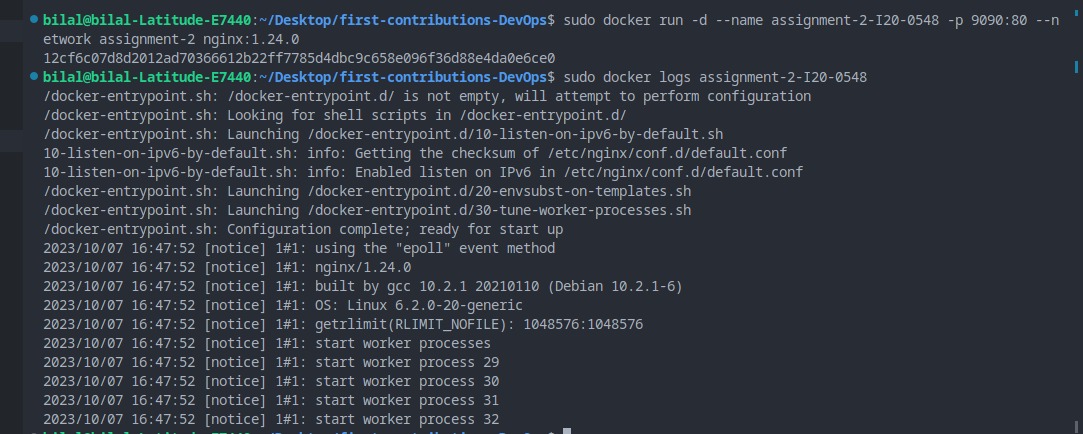 bilal@bilal-Latitude-E7440:~/Desktop/first-contributions-DevOps$ sudo docker run -d --name assignment-2-I20-0548 -p 9090:80 --n
etwork assignment-2 nginx:1.24.0
12cf6c07d8d2012ad70366612b22ff7785d4dbc9c658e096f36d88e4da0e6ce0
bilal@bilal-Latitude-E7440:~/Desktop/first-contributions-DevOps$ sudo docker logs assignment-2-I20-0548
/docker-entrypoint.sh: /docker-entrypoint.d/ is not empty, will attempt to perform configuration
/docker-entrypoint.sh: Looking for shell scripts in /docker-entrypoint.d/
/docker-entrypoint.sh: Launching /docker-entrypoint.d/10-listen-on-ipv6-by-default.sh
10-listen-on-ipv6-by-default.sh: info: Getting the checksum of /etc/nginx/conf.d/default.conf
10-listen-on-ipv6-by-default.sh: info: Enabled listen on IPv6 in /etc/nginx/conf.d/default.conf
/docker-entrypoint.sh: Launching /docker-entrypoint.d/20-envsubst-on-templates.sh
/docker-entrypoint.sh: Launching /docker-entrypoint.d/30-tune-worker-processes.sh
/docker-entrypoint.sh: Configuration complete; ready for start up
2023/10/07 16:47:52 [notice] 1#1: using the "epoll" event method
2023/10/07 16:47:52 [notice] 1#1: nginx/1.24.0
2023/10/07 16:47:52 [notice] 1#1: built by gcc 10.2.1 20210110 (Debian 10.2.1-6)
2023/10/07 16:47:52 [notice] 1#1: OS: Linux 6.2.0-20-generic
2023/10/07 16:47:52 [notice] 1#1: getrlimit(RLIMIT_NOFILE): 1048576:1048576
2023/10/07 16:47:52 [notice] 1#1: start worker processes
2023/10/07 16:47:52 [notice] 1#1: start worker process 29
2023/10/07 16:47:52 [notice] 1#1: start worker process 30
2023/10/07 16:47:52 [notice] 1#1: start worker process 31
2023/10/07 16:47:52 [notice] 1#1: start worker process 32
bilal@bilal-Latitude-E7440:~/Desktop/first-contributions-DevOps$